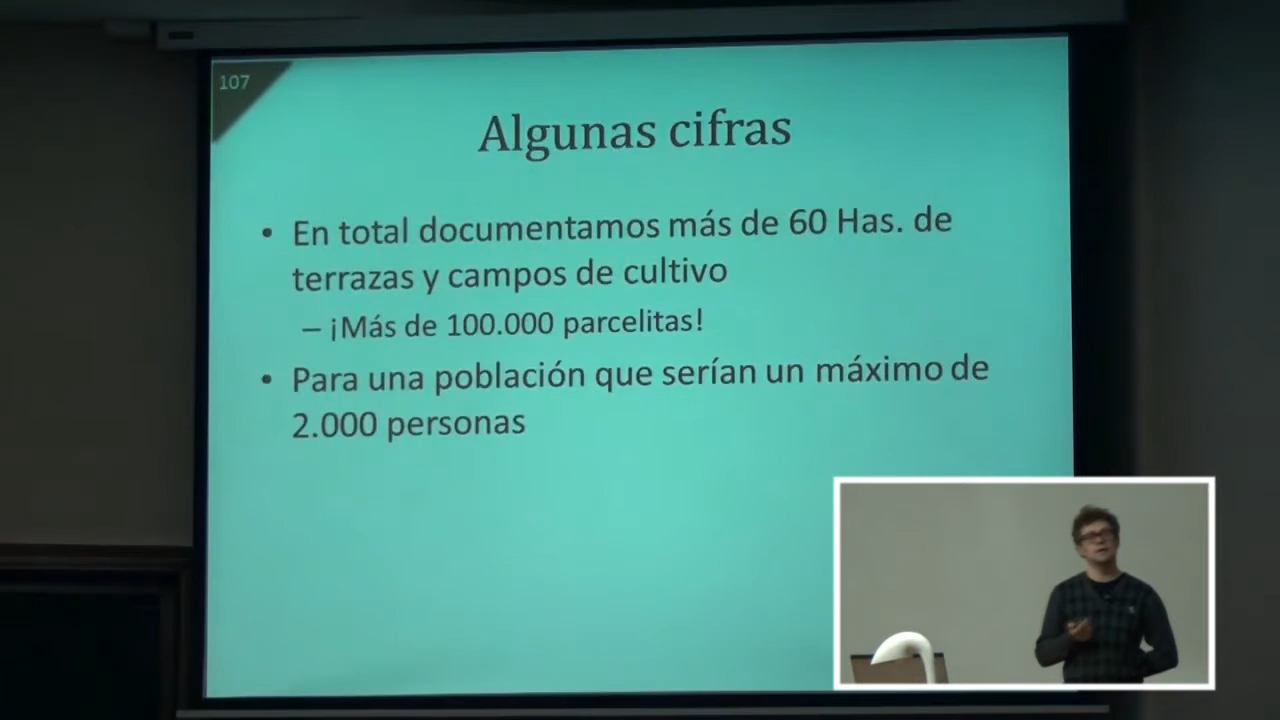 107
Algunas cifras
• En total documentamos más de 60 Has. de
terrazas y campos de cultivo
– ¡Más de 100.000 parcelitas!
• Para una población que serían un máximo de
2.000 personas